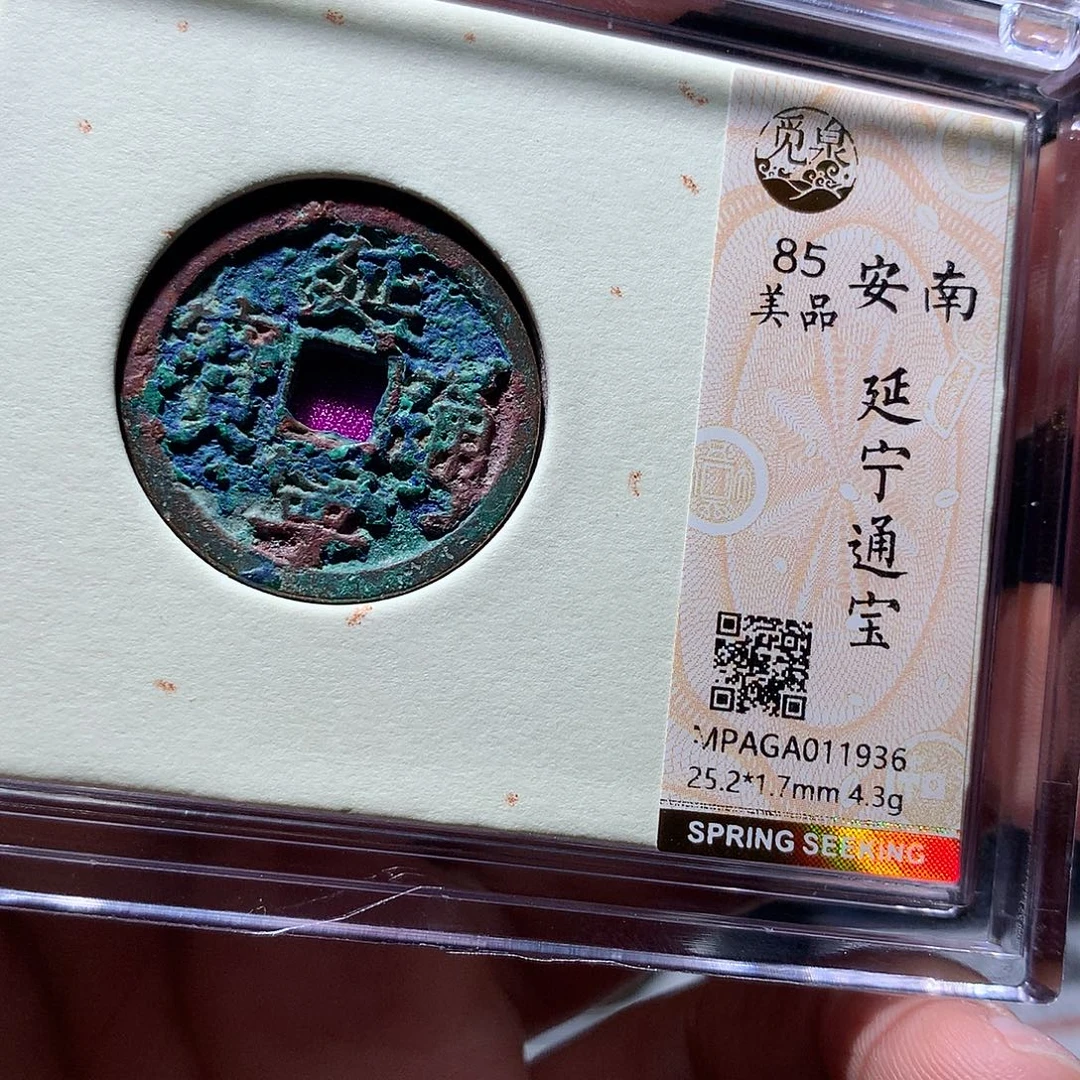 延寧通寳
觅泉
85
美品
安南
延宁通宝
MPAGA011936
25.2*1.7mm 4.3g
SPRING SEEKING